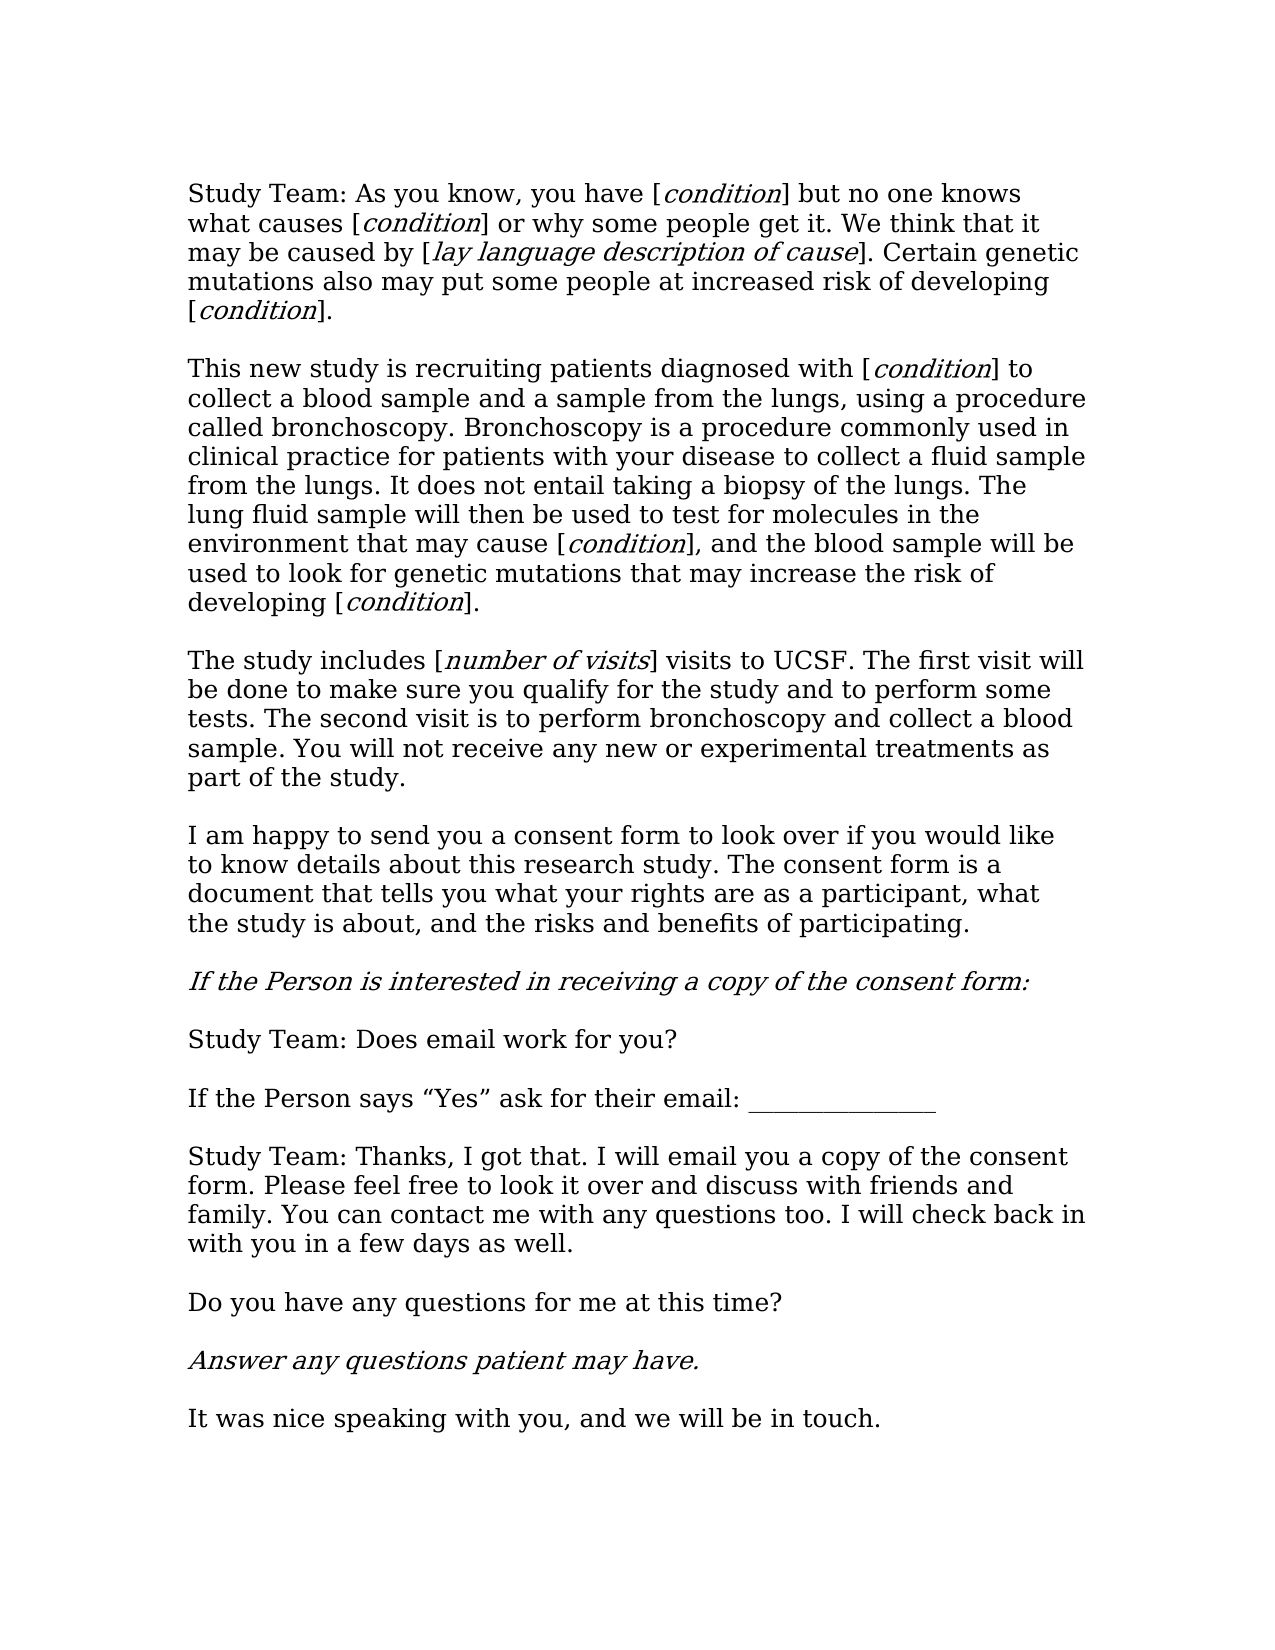 Study Team: As you know, you have [condition] but no one knows
what causes [condition] or why some people get it. We think that it
may be caused by [lay language description of cause]. Certain genetic
mutations also may put some people at increased risk of developing
[condition].
This new study is recruiting patients diagnosed with [condition] to
collect a blood sample and a sample from the lungs, using a procedure
called bronchoscopy. Bronchoscopy is a procedure commonly used in
clinical practice for patients with your disease to collect a fluid sample
from the lungs. It does not entail taking a biopsy of the lungs. The
lung fluid sample will then be used to test for molecules in the
environment that may cause [condition], and the blood sample will be
used to look for genetic mutations that may increase the risk of
developing [condition].
The study includes [number of visits] visits to UCSF. The first visit will
be done to make sure you qualify for the study and to perform some
tests. The second visit is to perform bronchoscopy and collect a blood
sample. You will not receive any new or experimental treatments as
part of the study.
I am happy to send you a consent form to look over if you would like
to know details about this research study. The consent form is a
document that tells you what your rights are as a participant, what
the study is about, and the risks and benefits of participating.
If the Person is interested in receiving a copy of the consent form:
Study Team: Does email work for you?
If the Person says “Yes” ask for their email: _______________
Study Team: Thanks, I got that. I will email you a copy of the consent
form. Please feel free to look it over and discuss with friends and
family. You can contact me with any questions too. I will check back in
with you in a few days as well.
Do you have any questions for me at this time?
Answer any questions patient may have.
It was nice speaking with you, and we will be in touch.